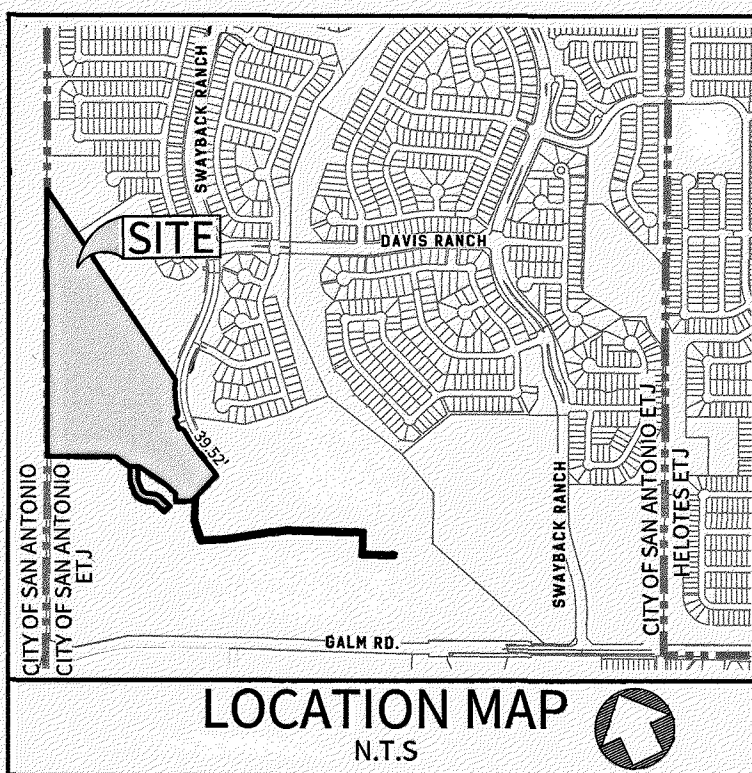 SWAYBACK RANCH
SITE
DAVIS RANCH
39.52'
CITY OF SAN ANTONIO
CITY OF SAN ANTONIO
ETJ
SWAYBACK RANCH
CITY OF SAN ANTONIO ETJ
HELOTES ETJ
GALM RD.
LOCATION MAP
N.T.S